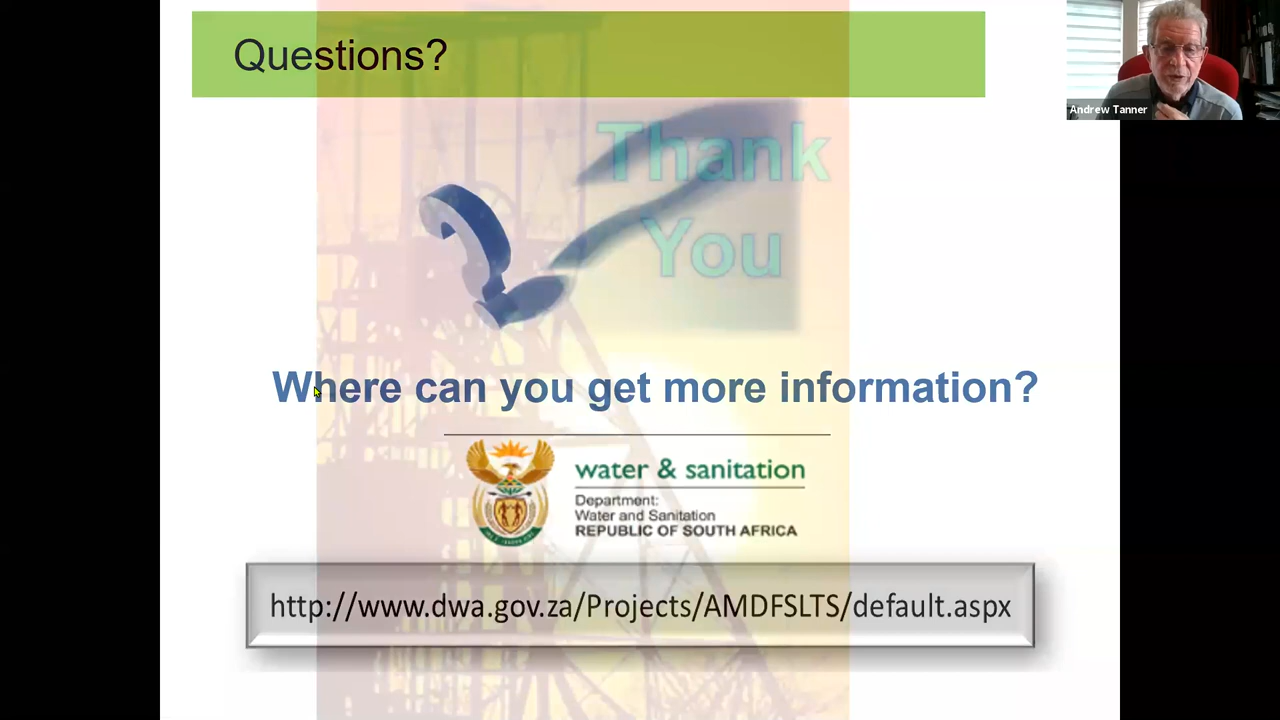 Questions?
Andrew Tanner
Thank
You
Where can you get more information?
water & sanitation
Department:
Water and Sanitation
REPUBLIC OF SOUTH AFRICA
http://www.dwa.gov.za/Projects/AMDFSLTS/default.aspx